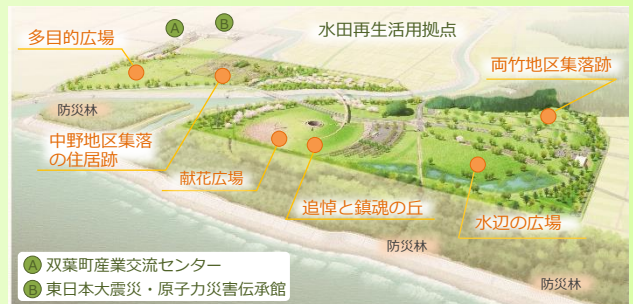 A
B
水田再生活用拠点
多目的広場
両竹地区集落跡
防災林
中野地区集落
の住居跡
献花広場
追悼と鎮魂の丘
水辺の広場
防災林
防災林
A 双葉町産業交流センター
B 東日本大震災・原子力災害伝承館